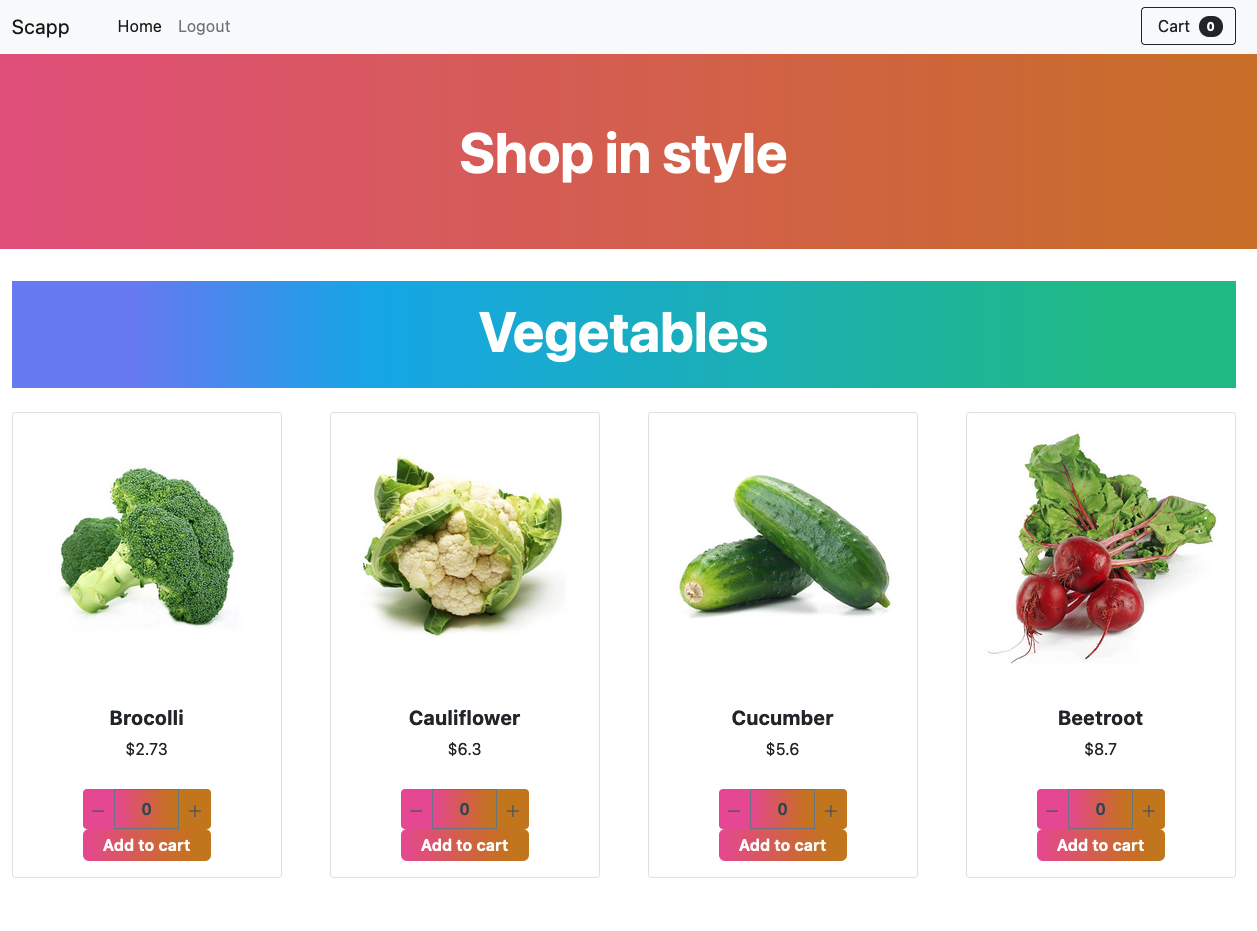 Scapp Home Logout Cart 0
Shop in style
Vegetables
Brocolli Cauliflower Cucumber Beetroot
$2.73 $6.3 $5.6 $8.7
− 0 + − 0 + − 0 + − 0 +
Add to cart Add to cart Add to cart Add to cart